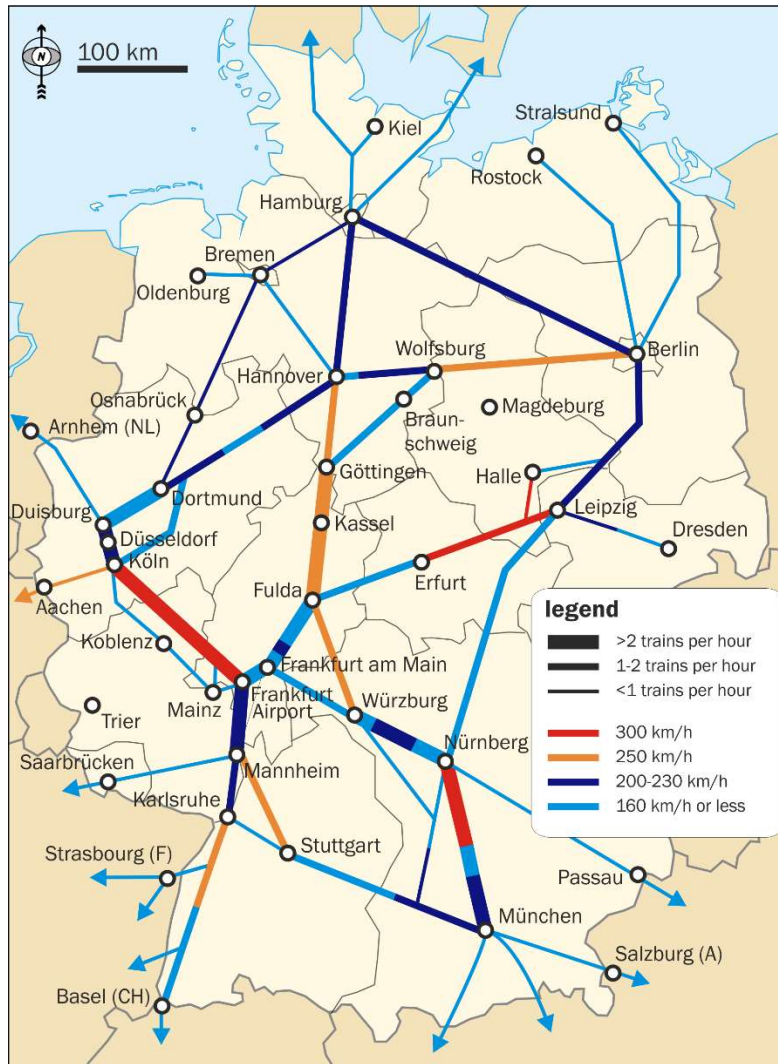 N
100 km
Kiel
Stralsund
Rostock
Hamburg
Bremen
Oldenburg
Wolfsburg
Berlin
Hannover
Osnabrück
Magdeburg
Braun-
schweig
Arnhem (NL)
Göttingen
Halle
Dortmund
Leipzig
Duisburg
Kassel
Düsseldorf
Dresden
Köln
Erfurt
Aachen
Fulda
Koblenz
Frankfurt am Main
Frankfurt
Airport
Mainz
Würzburg
Trier
Nürnberg
Saarbrücken
Mannheim
Karlsruhe
Stuttgart
Strasbourg (F)
Passau
München
Salzburg (A)
Basel (CH)
legend
>2 trains per hour
1-2 trains per hour
<1 trains per hour
300 km/h
250 km/h
200-230 km/h
160 km/h or less